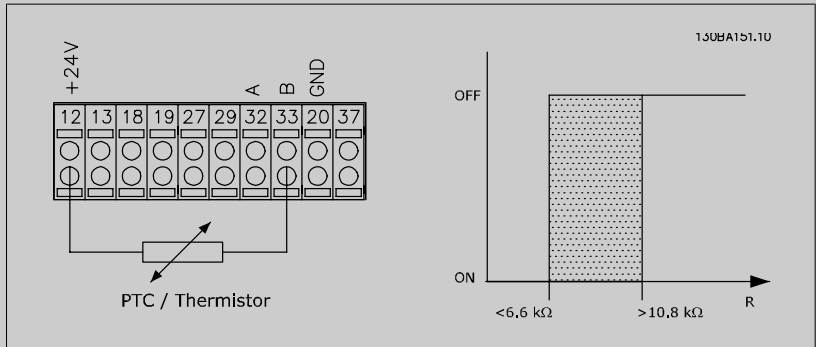 130BA151.10
+24V
A
B
GND
12 13 18 19 27 29 32 33 20 37
PTC / Thermistor
OFF
ON
R
<6.6 kΩ
>10.8 kΩ